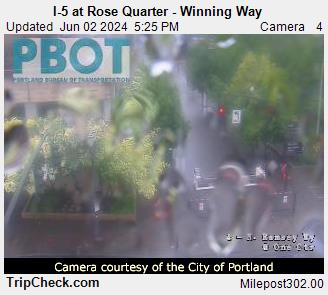 I-5 at Rose Quarter - Winning Way
Updated Jun 02 2024 5:25 PM Camera 4
PBOT
PORTLAND BUREAU OF TRANSPORTATION
Camera courtesy of the City of Portland
TripCheck.com Milepost302.00